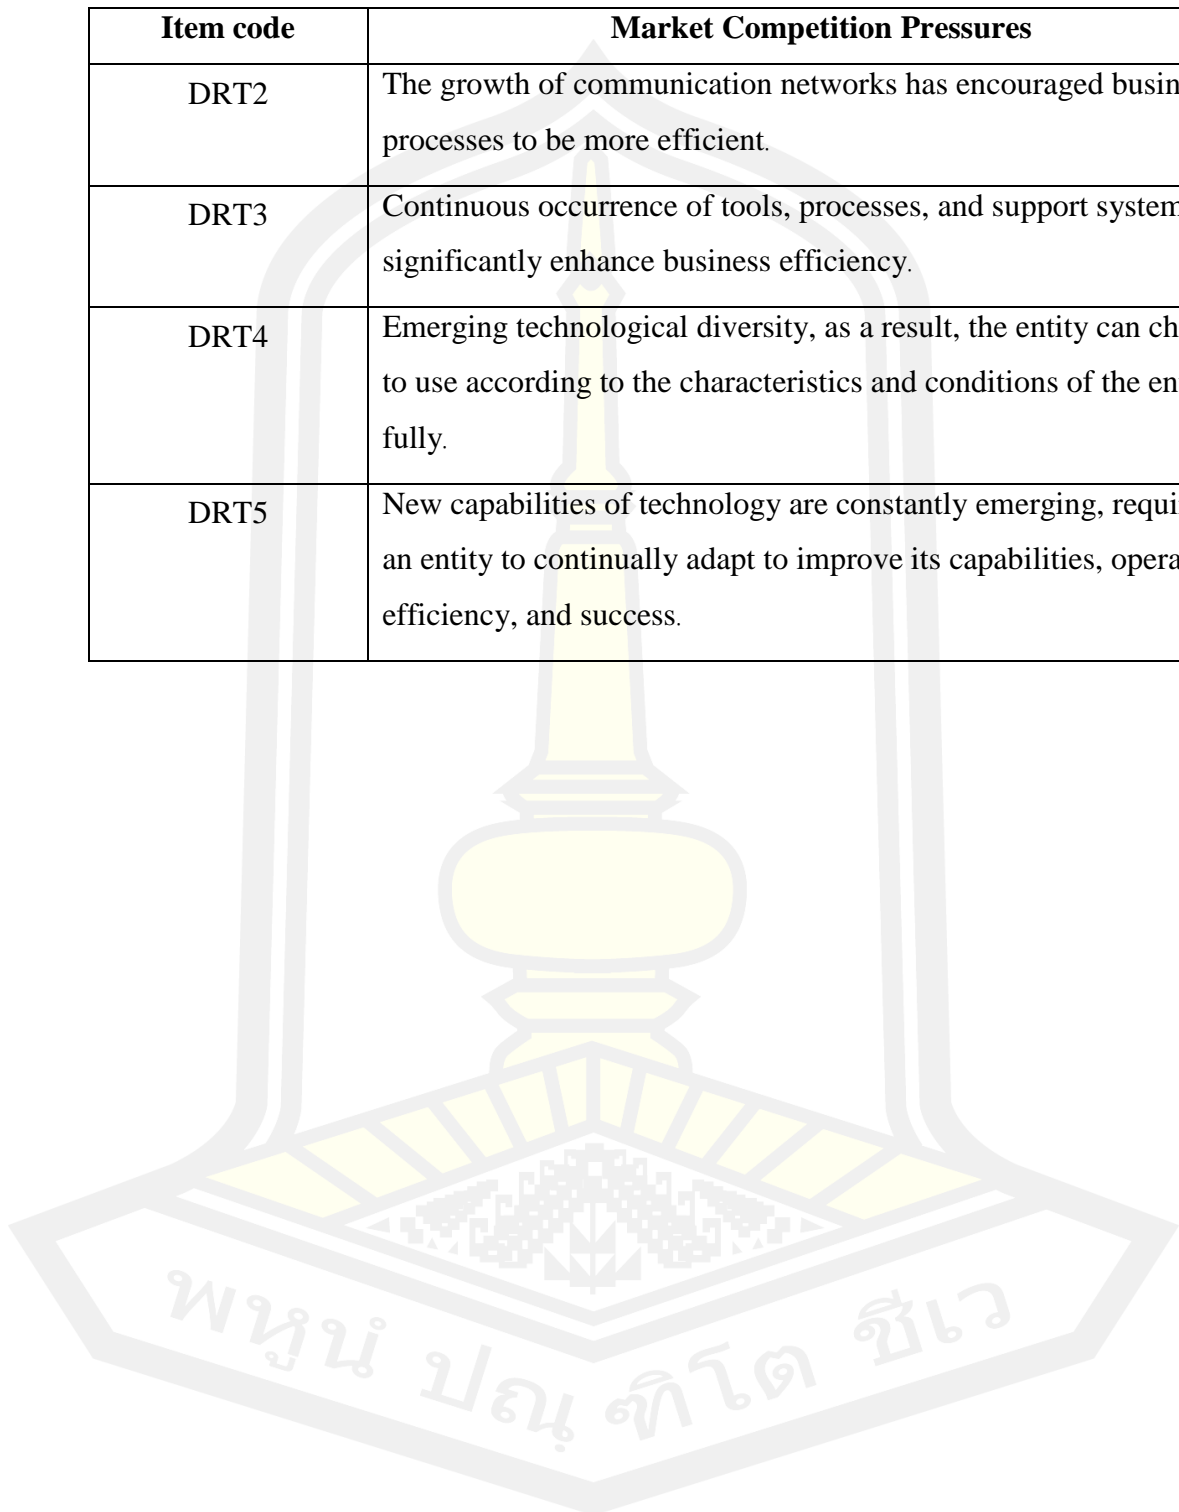 Item code Market Competition Pressures
DRT2 The growth of communication networks has encouraged busin
processes to be more efficient.
DRT3 Continuous occurrence of tools, processes, and support system
significantly enhance business efficiency.
DRT4 Emerging technological diversity, as a result, the entity can ch
to use according to the characteristics and conditions of the en
fully.
DRT5 New capabilities of technology are constantly emerging, requi
an entity to continually adapt to improve its capabilities, opera
efficiency, and success.
พหูนํ ปณฺฑิโต ชีเว